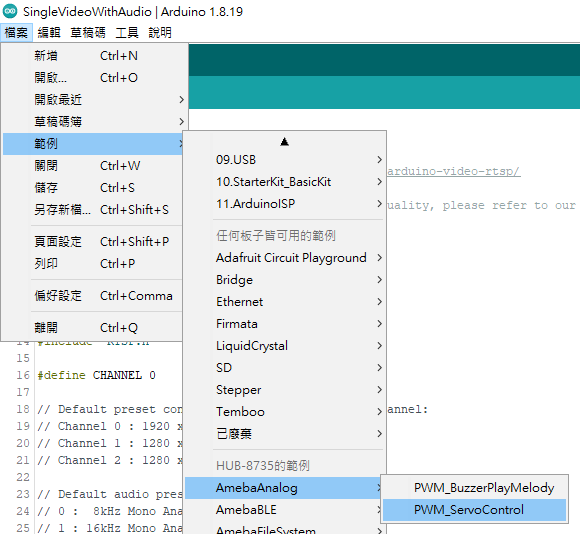 SingleVideoWithAudio | Arduino 1.8.19
檔案 編輯 草稿碼 工具 說明
新增 Ctrl+N
開啟... Ctrl+O
開啟最近
草稿碼簿
範例
關閉 Ctrl+W
儲存 Ctrl+S
另存新檔... Ctrl+Shift+S
頁面設定 Ctrl+Shift+P
列印 Ctrl+P
偏好設定 Ctrl+Comma
離開 Ctrl+Q
09.USB
10.StarterKit_BasicKit
11.ArduinoISP
任何板子皆可用的範例
Adafruit Circuit Playground
Bridge
Ethernet
Firmata
LiquidCrystal
SD
Stepper
Temboo
已廢棄
HUB-8735的範例
AmebaAnalog
AmebaBLE
AmebaFileSystem
PWM_BuzzerPlayMelody
PWM_ServoControl
arduino-video-rtsp/
uality, please refer to our
14 #include "RTSP.h"
15
16 #define CHANNEL 0
17
18 // Default preset con annel:
19 // Channel 0 : 1920 x
20 // Channel 1 : 1280 x
21 // Channel 2 : 1280 x
22
23 // Default audio pres
24 // 0 :  8kHz Mono Ana
25 // 1 : 16kHz Mono Ana